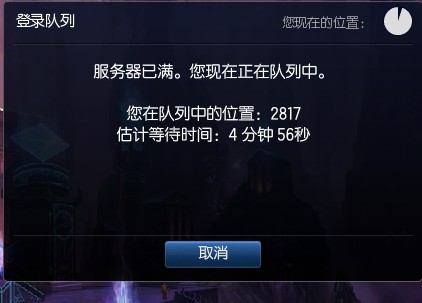 登录队列
您现在的位置：
服务器已满。您现在正在队列中。
您在队列中的位置：2817
估计等待时间：4 分钟 56秒
取消